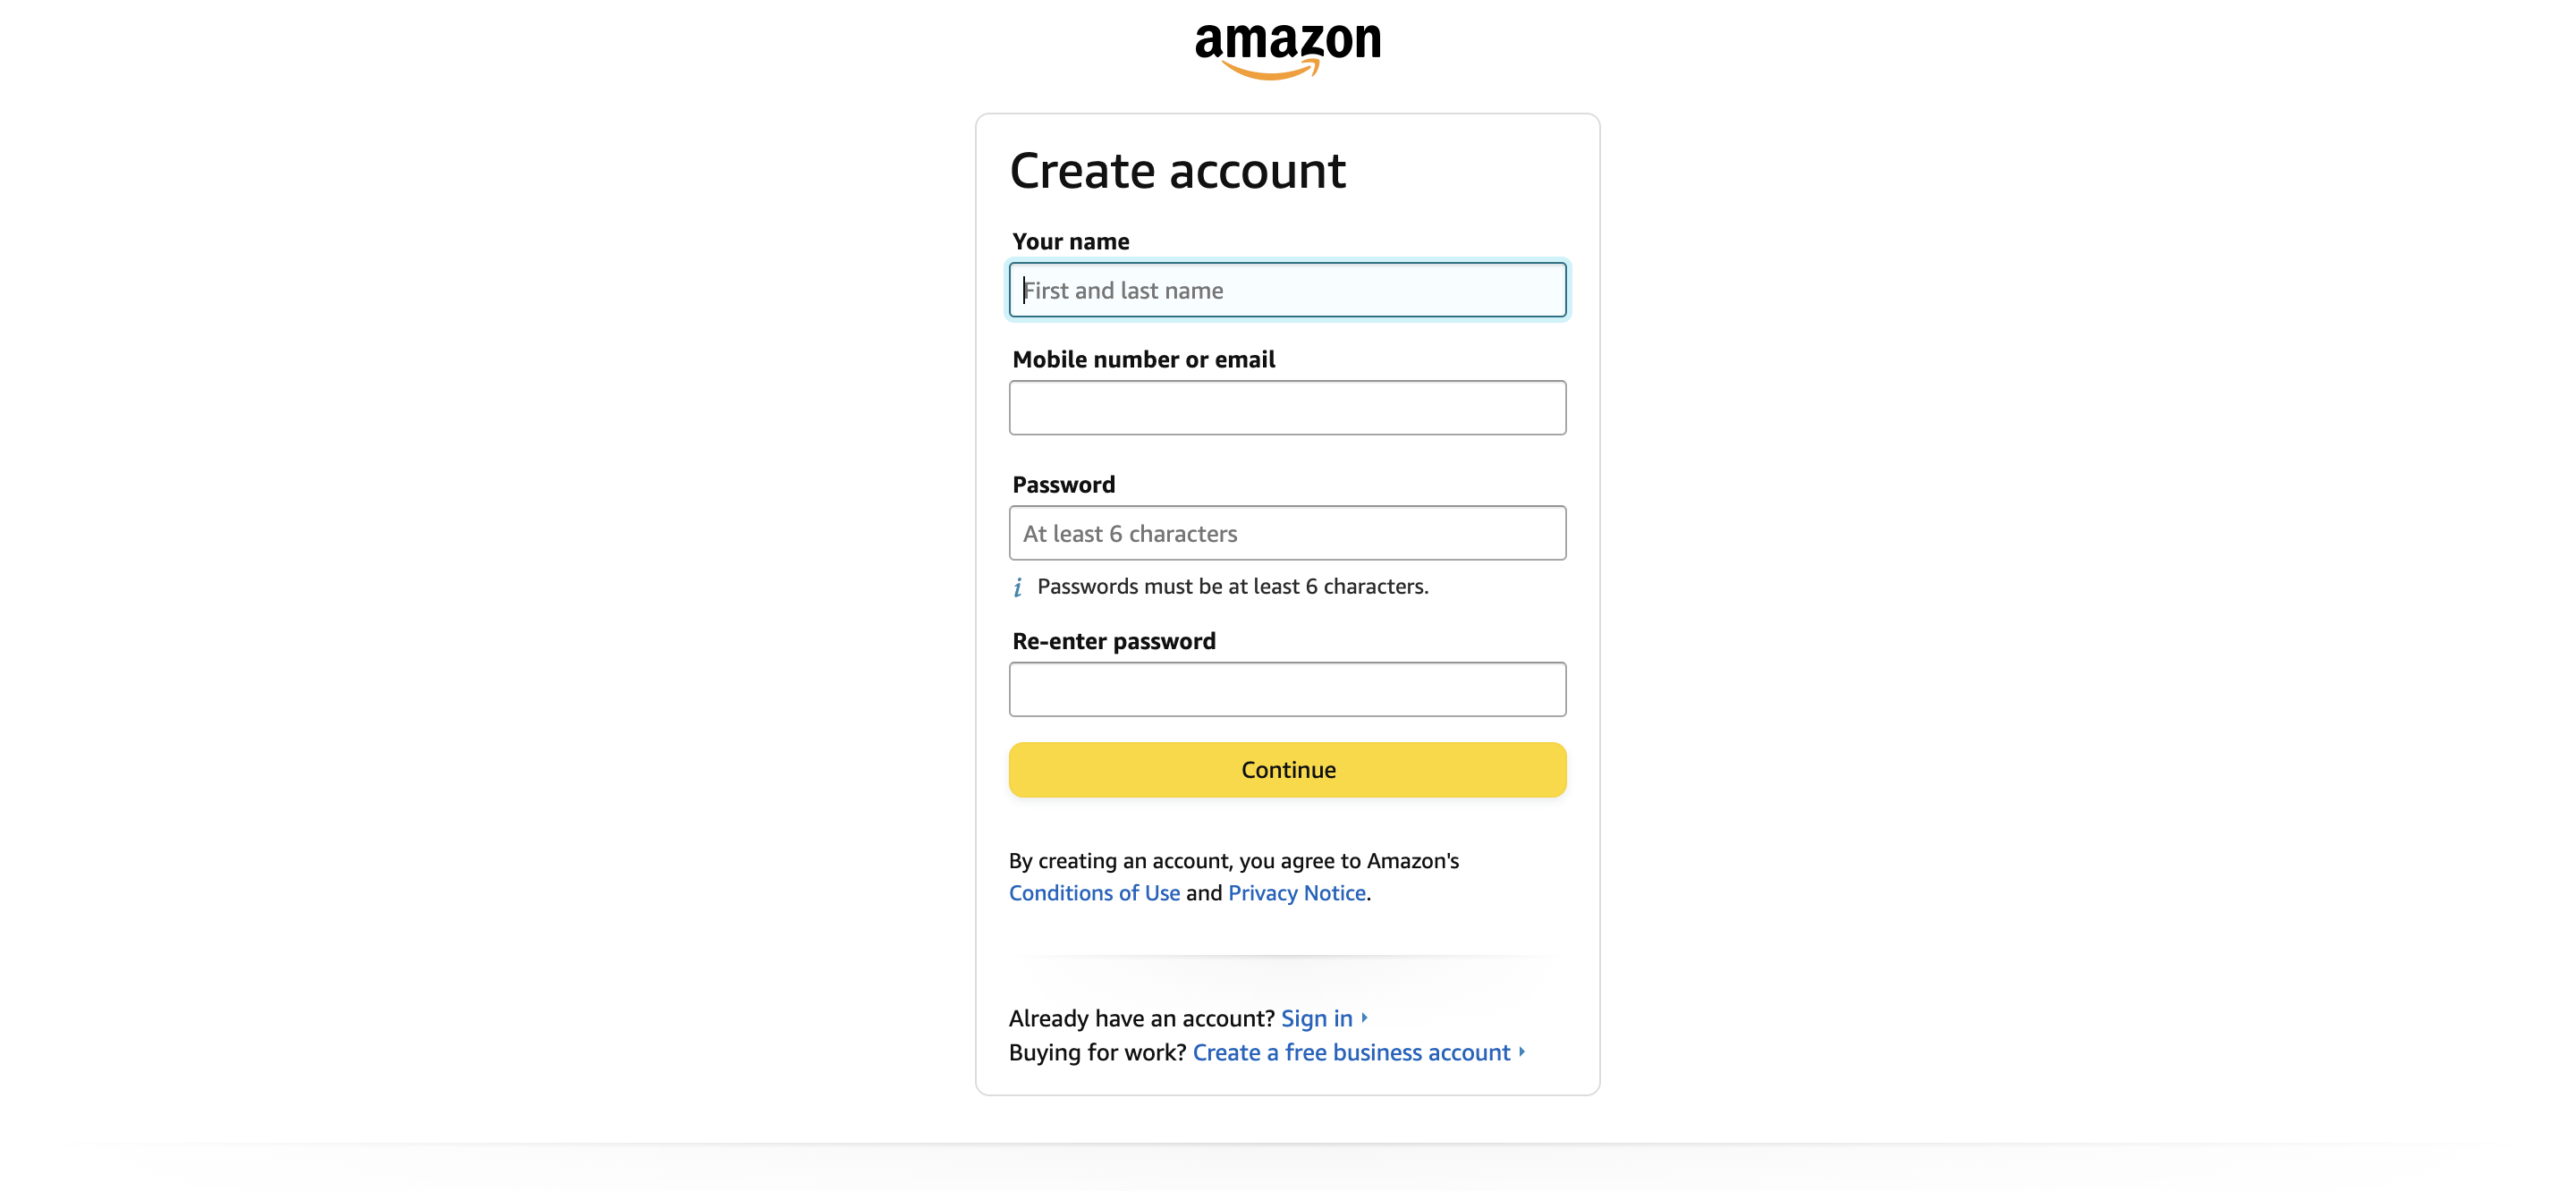 amazon
Create account
Your name
First and last name
Mobile number or email
Password
At least 6 characters
i Passwords must be at least 6 characters.
Re-enter password
Continue
By creating an account, you agree to Amazon's
Conditions of Use and Privacy Notice.
Already have an account? Sign in
Buying for work? Create a free business account